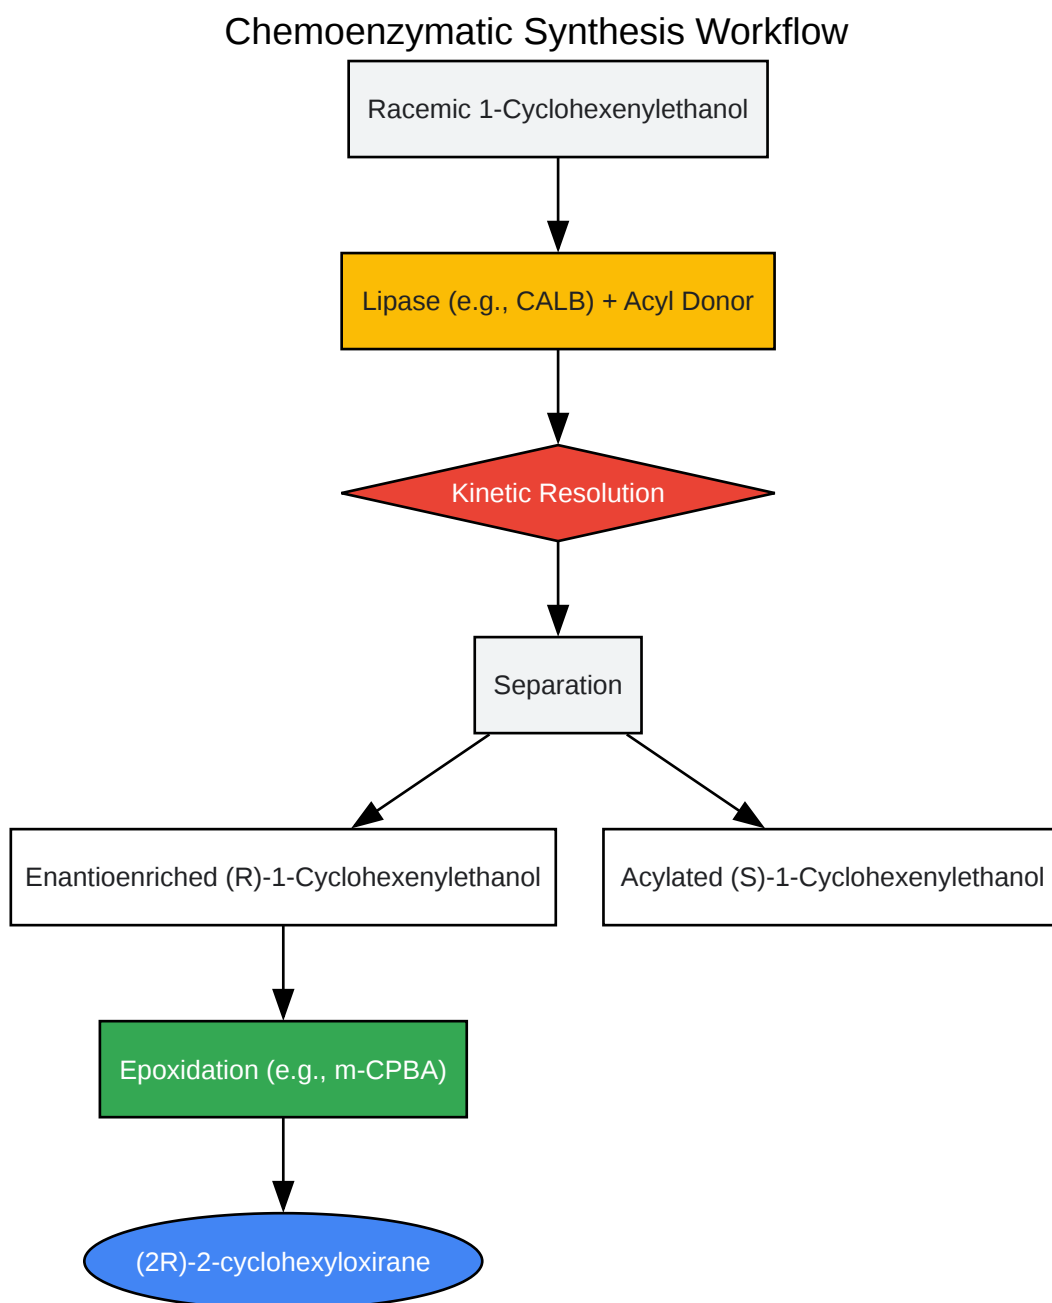 Chemoenzymatic Synthesis Workflow
Racemic 1-Cyclohexenylethanol
Lipase (e.g., CALB) + Acyl Donor
Kinetic Resolution
Separation
Enantioenriched (R)-1-Cyclohexenylethanol
Acylated (S)-1-Cyclohexenylethanol
Epoxidation (e.g., m-CPBA)
(2R)-2-cyclohexyloxirane